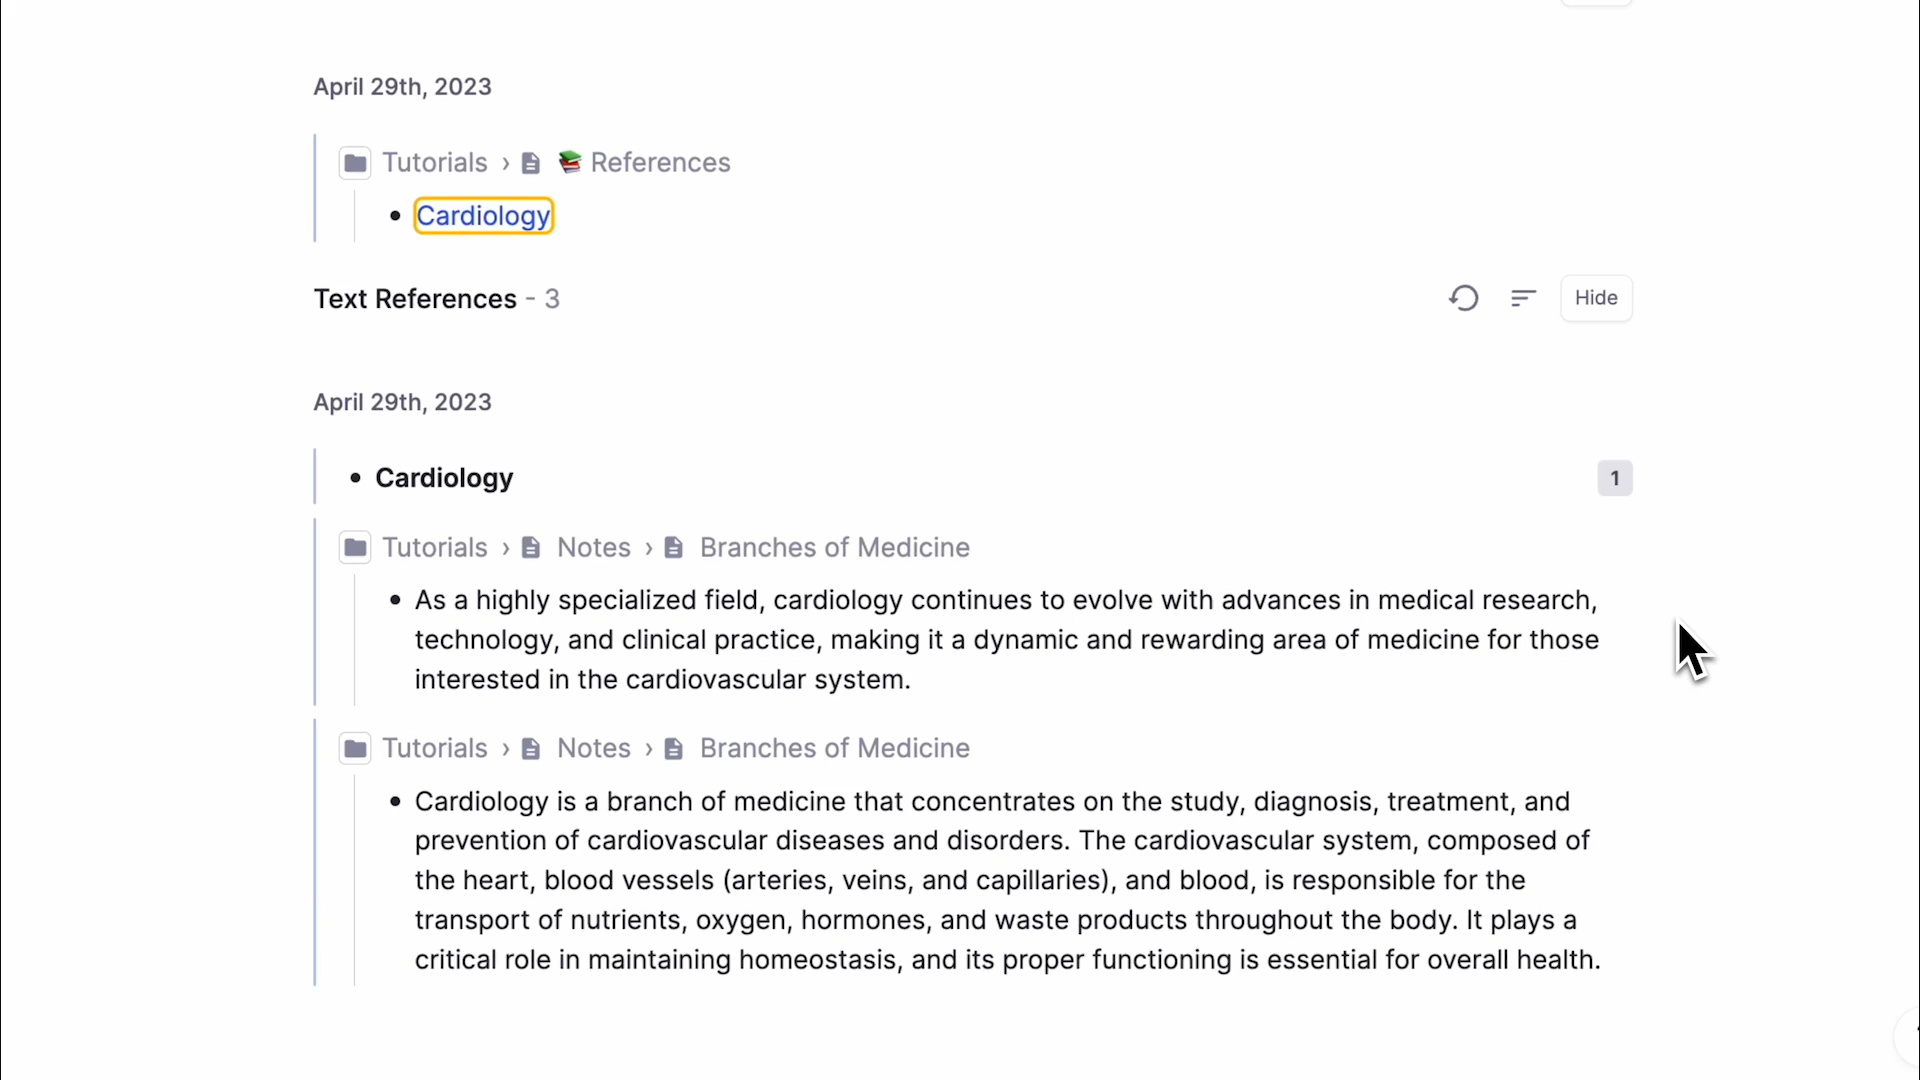 April 29th, 2023
Tutorials › References
Cardiology
Text References - 3
Hide
April 29th, 2023
Cardiology
1
Tutorials › Notes › Branches of Medicine
As a highly specialized field, cardiology continues to evolve with advances in medical research,
technology, and clinical practice, making it a dynamic and rewarding area of medicine for those
interested in the cardiovascular system.
Tutorials › Notes › Branches of Medicine
Cardiology is a branch of medicine that concentrates on the study, diagnosis, treatment, and
prevention of cardiovascular diseases and disorders. The cardiovascular system, composed of
the heart, blood vessels (arteries, veins, and capillaries), and blood, is responsible for the
transport of nutrients, oxygen, hormones, and waste products throughout the body. It plays a
critical role in maintaining homeostasis, and its proper functioning is essential for overall health.